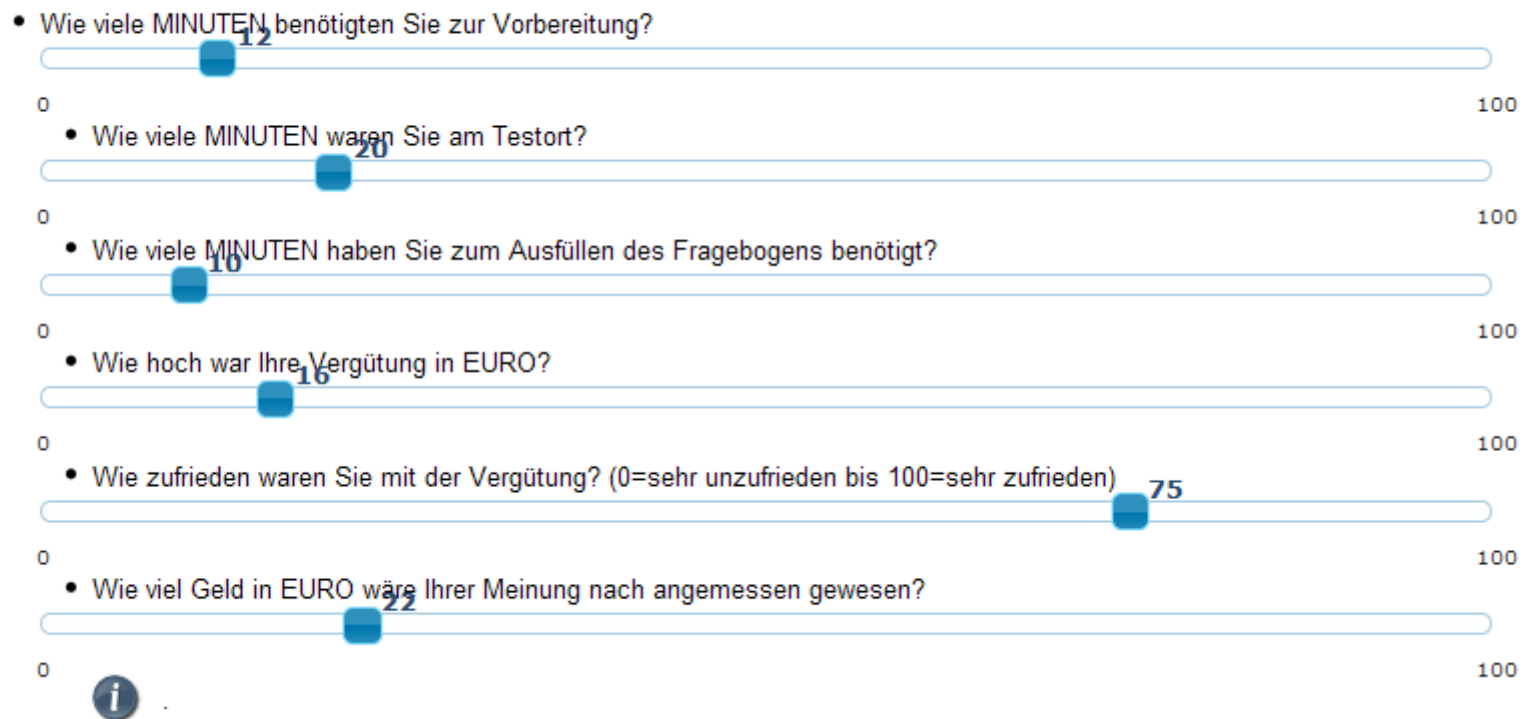 Wie viele MINUTEN benötigten Sie zur Vorbereitung?
12
0 100
Wie viele MINUTEN waren Sie am Testort?
20
0 100
Wie viele MINUTEN haben Sie zum Ausfüllen des Fragebogens benötigt?
10
0 100
Wie hoch war Ihre Vergütung in EURO?
16
0 100
Wie zufrieden waren Sie mit der Vergütung? (0=sehr unzufrieden bis 100=sehr zufrieden)
75
0 100
Wie viel Geld in EURO wäre Ihrer Meinung nach angemessen gewesen?
22
0 100
i .